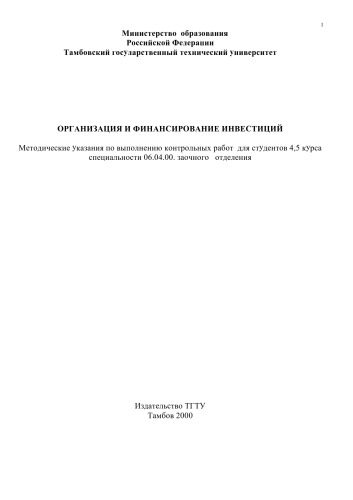 1
Министерство образования
Российской Федерации
Тамбовский государственный технический университет
ОРГАНИЗАЦИЯ И ФИНАНСИРОВАНИЕ ИНВЕСТИЦИЙ
Методические указания по выполнению контрольных работ для студентов 4,5 курса
специальности 06.04.00. заочного отделения
Издательство ТГТУ
Тамбов 2000